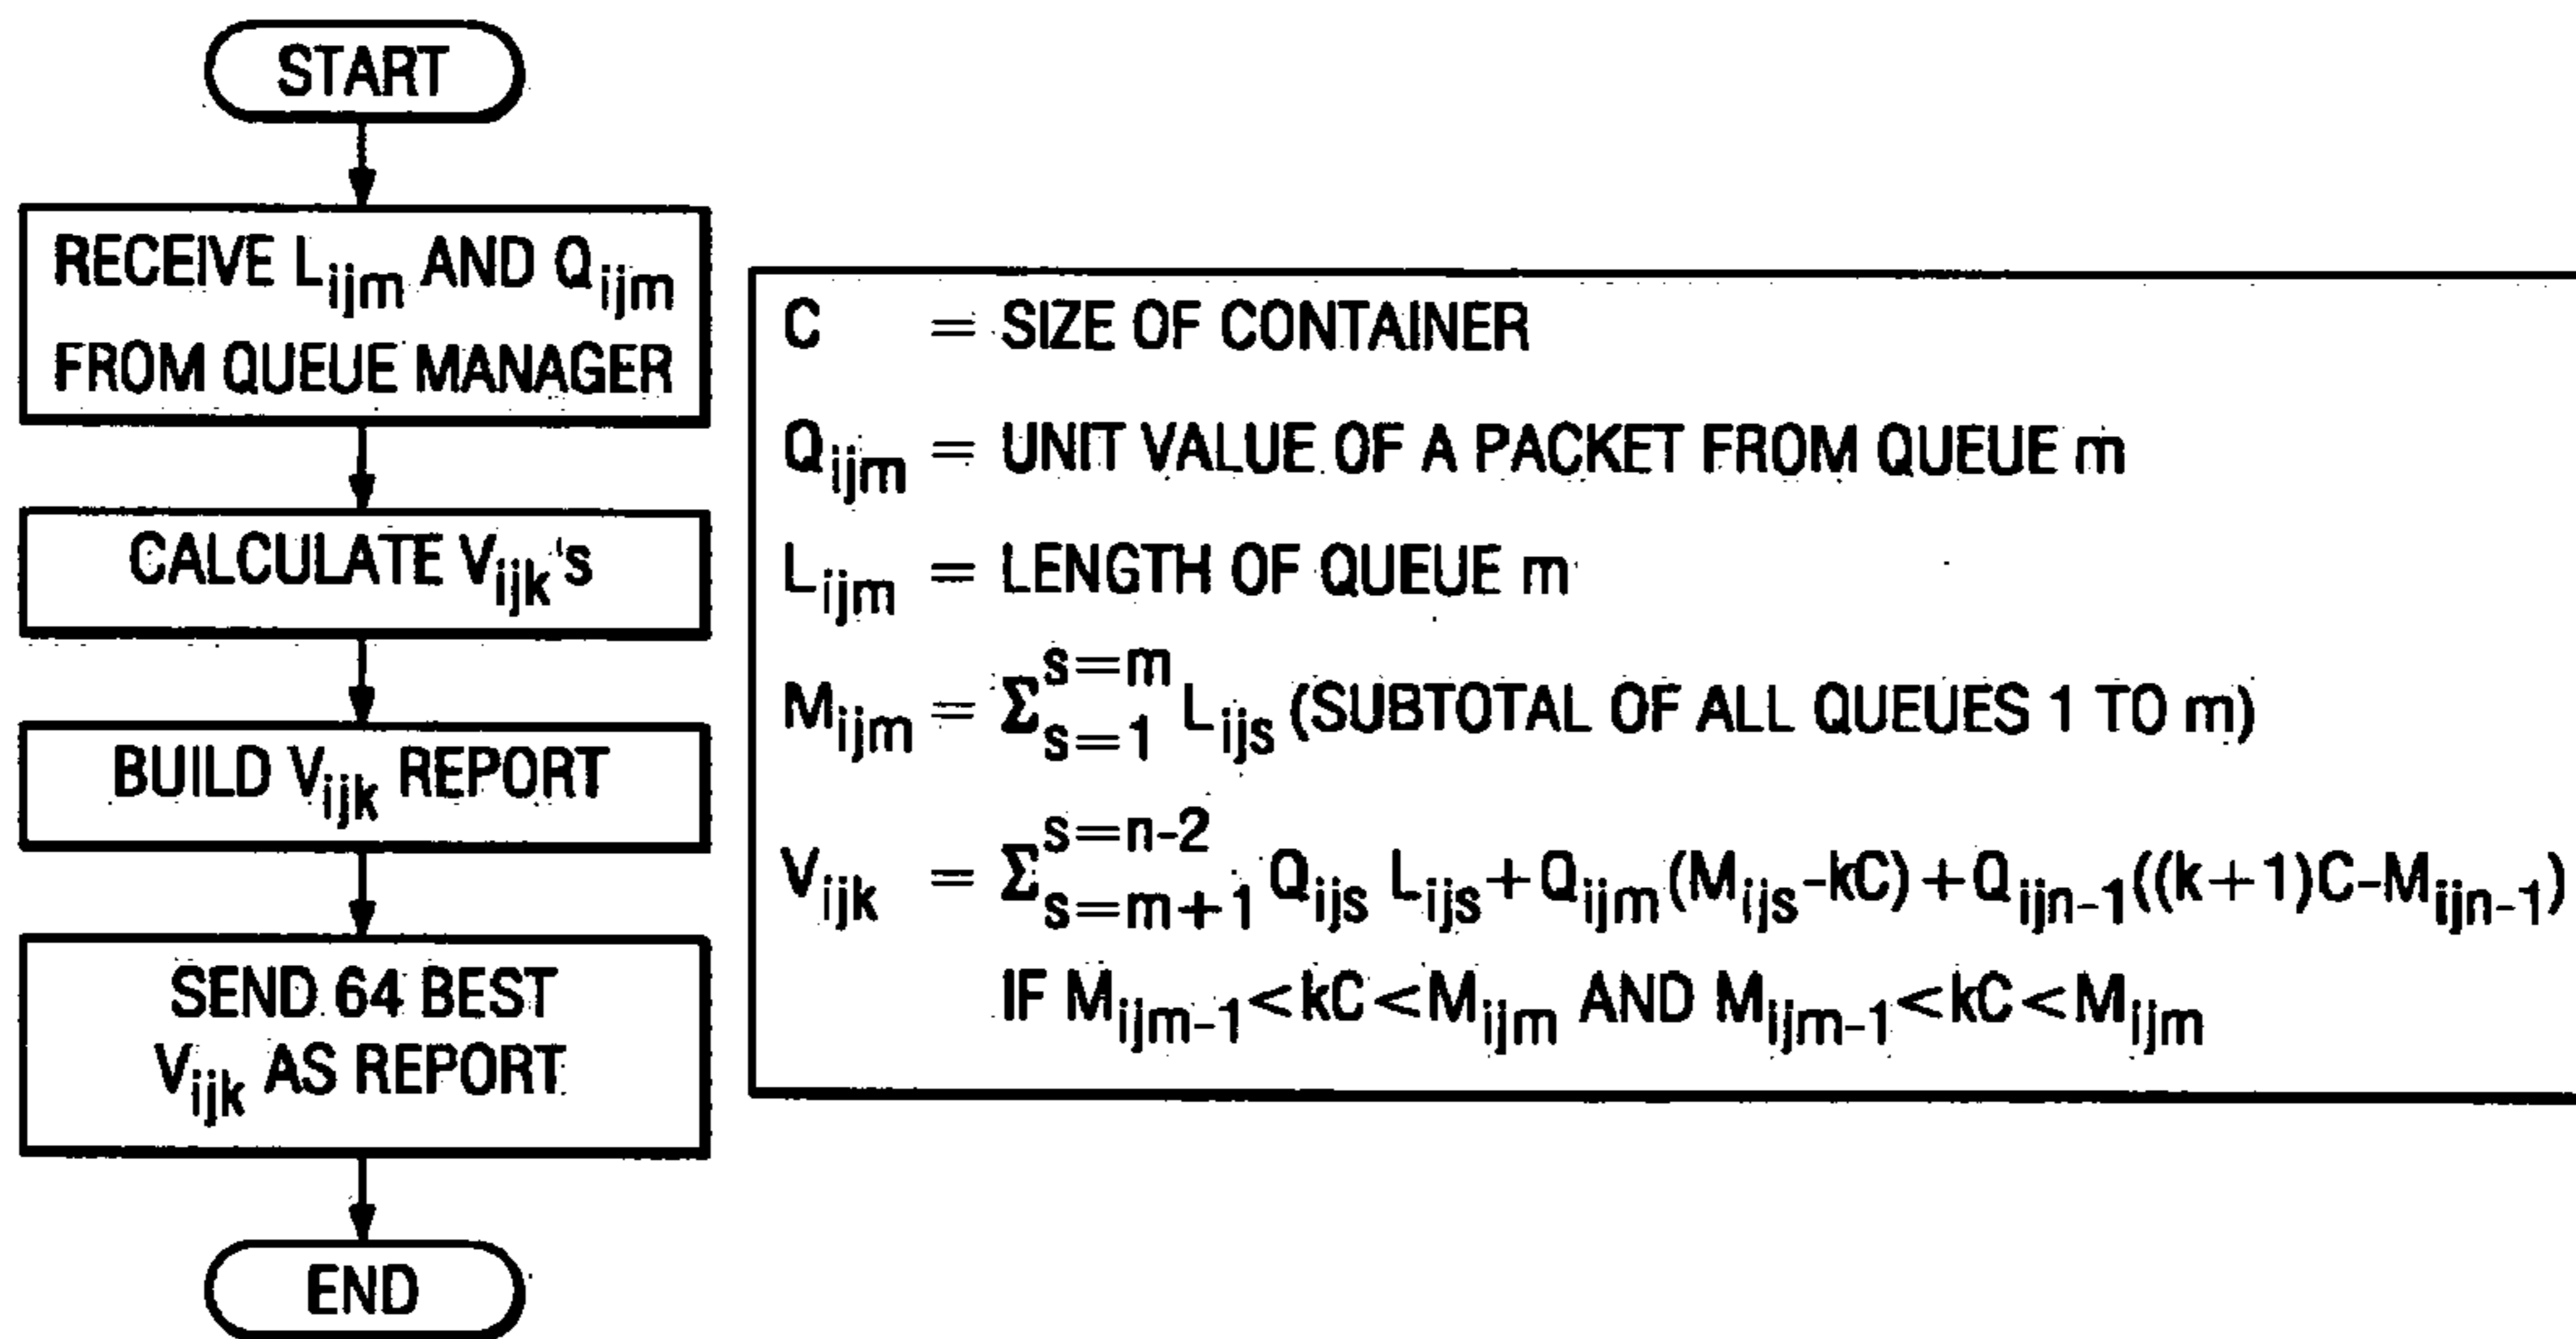 START
RECEIVE L_ijm AND Q_ijm
FROM QUEUE MANAGER
CALCULATE V_ijk's
BUILD V_ijk REPORT
SEND 64 BEST
V_ijk AS REPORT
END
C = SIZE OF CONTAINER
Q_ijm = UNIT VALUE OF A PACKET FROM QUEUE m
L_ijm = LENGTH OF QUEUE m
M_ijm = Σ_s=1^s=m L_ijs (SUBTOTAL OF ALL QUEUES 1 TO m)
V_ijk = Σ_s=m+1^s=n-2 Q_ijs L_ijs+Q_ijm(M_ijs-kC)+Q_ijn-1((k+1)C-M_ijn-1)
IF M_ijm-1<kC<M_ijm AND M_ijm-1<kC<M_ijm